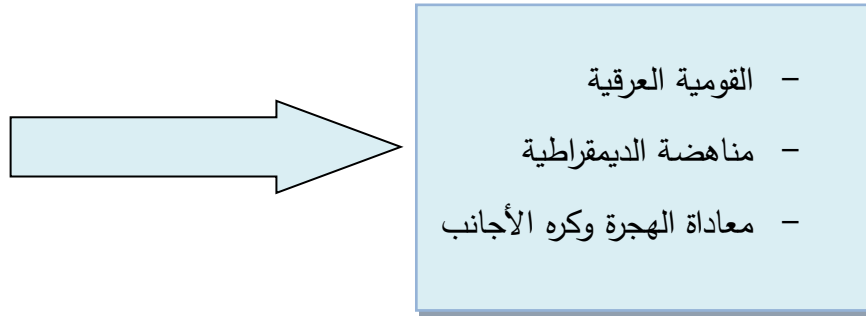 - القومية العرقية
- مناهضة الديمقراطية
- معاداة الهجرة وكره الأجانب